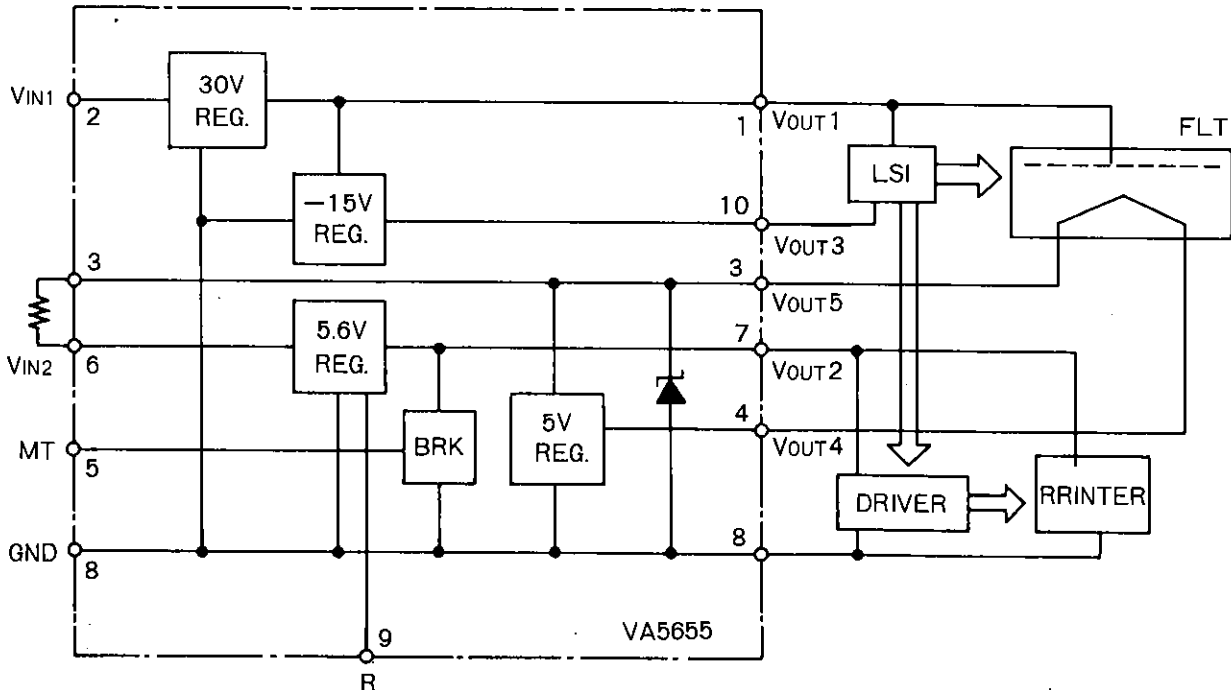 VIN1
2
30V
REG.
1
VOUT1
FLT
LSI
−15V
REG.
10
VOUT3
3
3
VOUT5
VIN2
6
5.6V
REG.
7
VOUT2
MT
5
BRK
5V
REG.
4
VOUT4
DRIVER
RRINTER
GND
8
8
9
R
VA5655